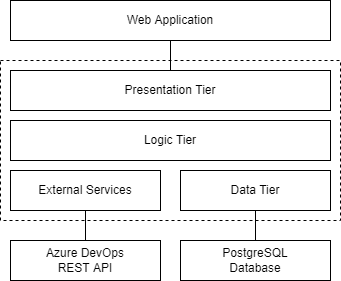 Web Application
Presentation Tier
Logic Tier
External Services
Data Tier
Azure DevOps
REST API
PostgreSQL
Database